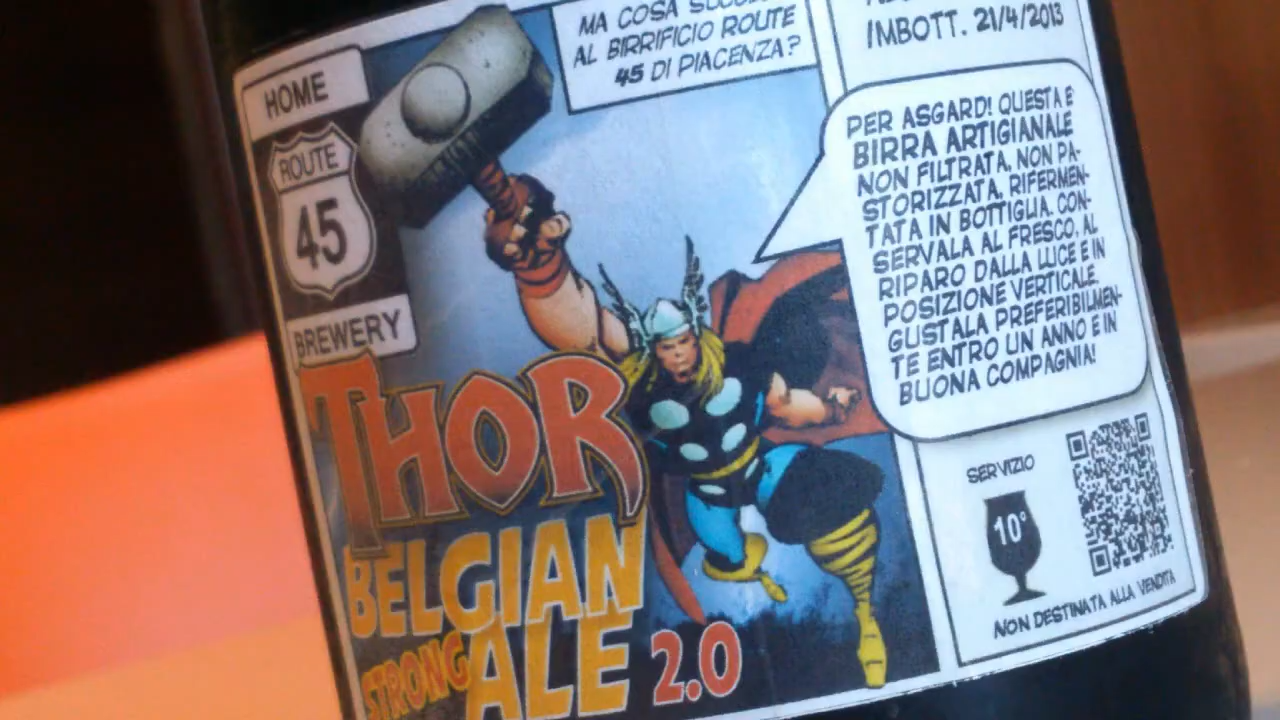 HOME
ROUTE
45
BREWERY
MA COSA
AL BIRRIFICIO ROUTE
45 DI PIACENZA?
THOR
BELGIAN
STRONG ALE 2.0
IMBOTT. 21/4/2013
PER ASGARD! QUESTA È
BIRRA ARTIGIANALE
NON FILTRATA, NON PA-
STORIZZATA, RIFERMEN-
TATA IN BOTTIGLIA. CON-
SERVALA AL FRESCO, AL
RIPARO DALLA LUCE E IN
POSIZIONE VERTICALE.
GUSTALA PREFERIBILMEN-
TE ENTRO UN ANNO E IN
BUONA COMPAGNIA!
SERVIZIO
10°
NON DESTINATA ALLA VENDITA